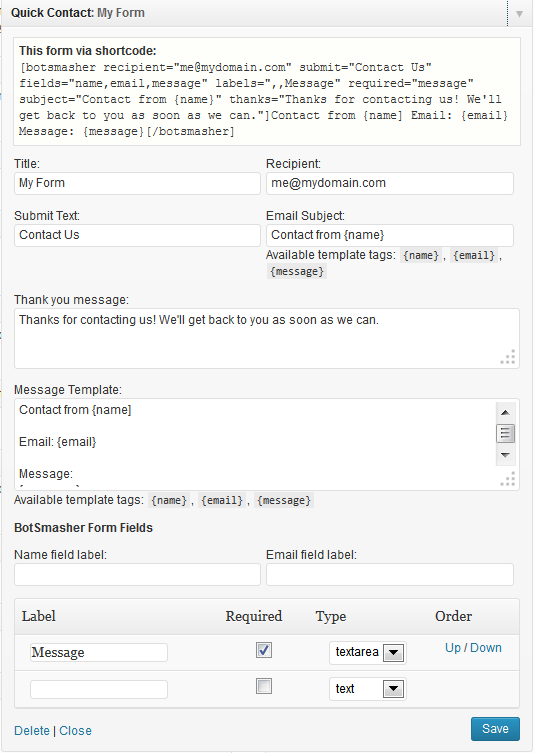 Quick Contact: My Form
This form via shortcode:
[botsmasher recipient="me@mydomain.com" submit="Contact Us"
fields="name,email,message" labels=",,Message" required="message"
subject="Contact from {name}" thanks="Thanks for contacting us! We'll
get back to you as soon as we can."]Contact from {name] Email: {email}
Message: {message}[/botsmasher]
Title: Recipient:
My Form me@mydomain.com
Submit Text: Email Subject:
Contact Us Contact from {name}
Available template tags: {name}, {email},
{message}
Thank you message:
Thanks for contacting us! We'll get back to you as soon as we can.
Message Template:
Contact from {name]
Email: {email}
Message:
Available template tags: {name}, {email}, {message}
BotSmasher Form Fields
Name field label: Email field label:
Label Required Type Order
Message textarea Up / Down
text
Delete | Close Save